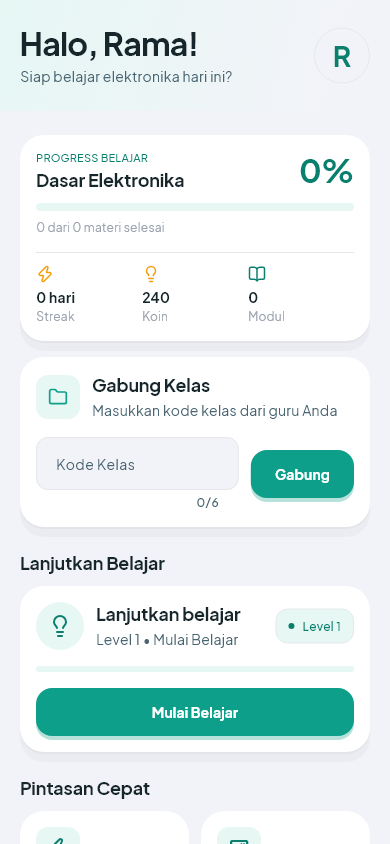 Halo, Rama!
Siap belajar elektronika hari ini?
R
PROGRESS BELAJAR
Dasar Elektronika
0%
0 dari 0 materi selesai
0 hari
Streak
240
Koin
0
Modul
Gabung Kelas
Masukkan kode kelas dari guru Anda
Kode Kelas
Gabung
0/6
Lanjutkan Belajar
Lanjutkan belajar
Level 1 • Mulai Belajar
• Level 1
Mulai Belajar
Pintasan Cepat